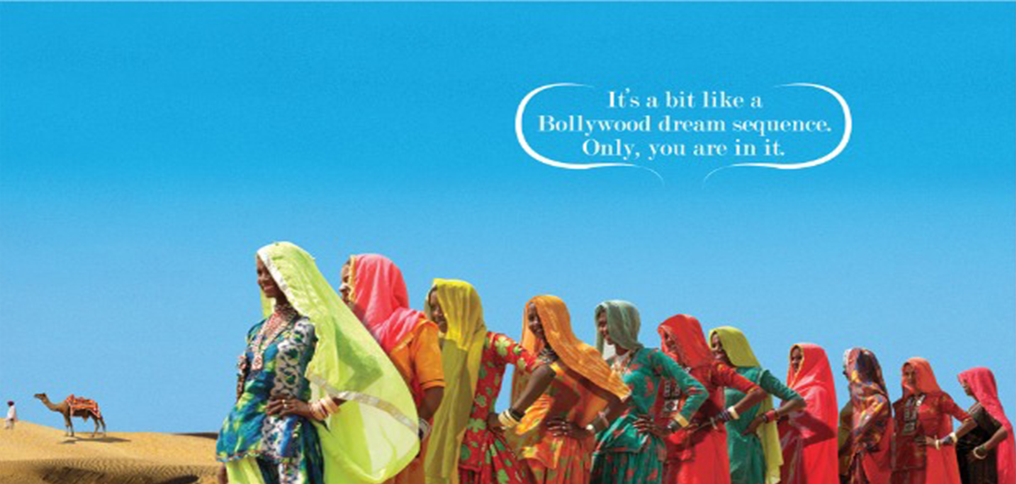 It's a bit like a
Bollywood dream sequence.
Only, you are in it.